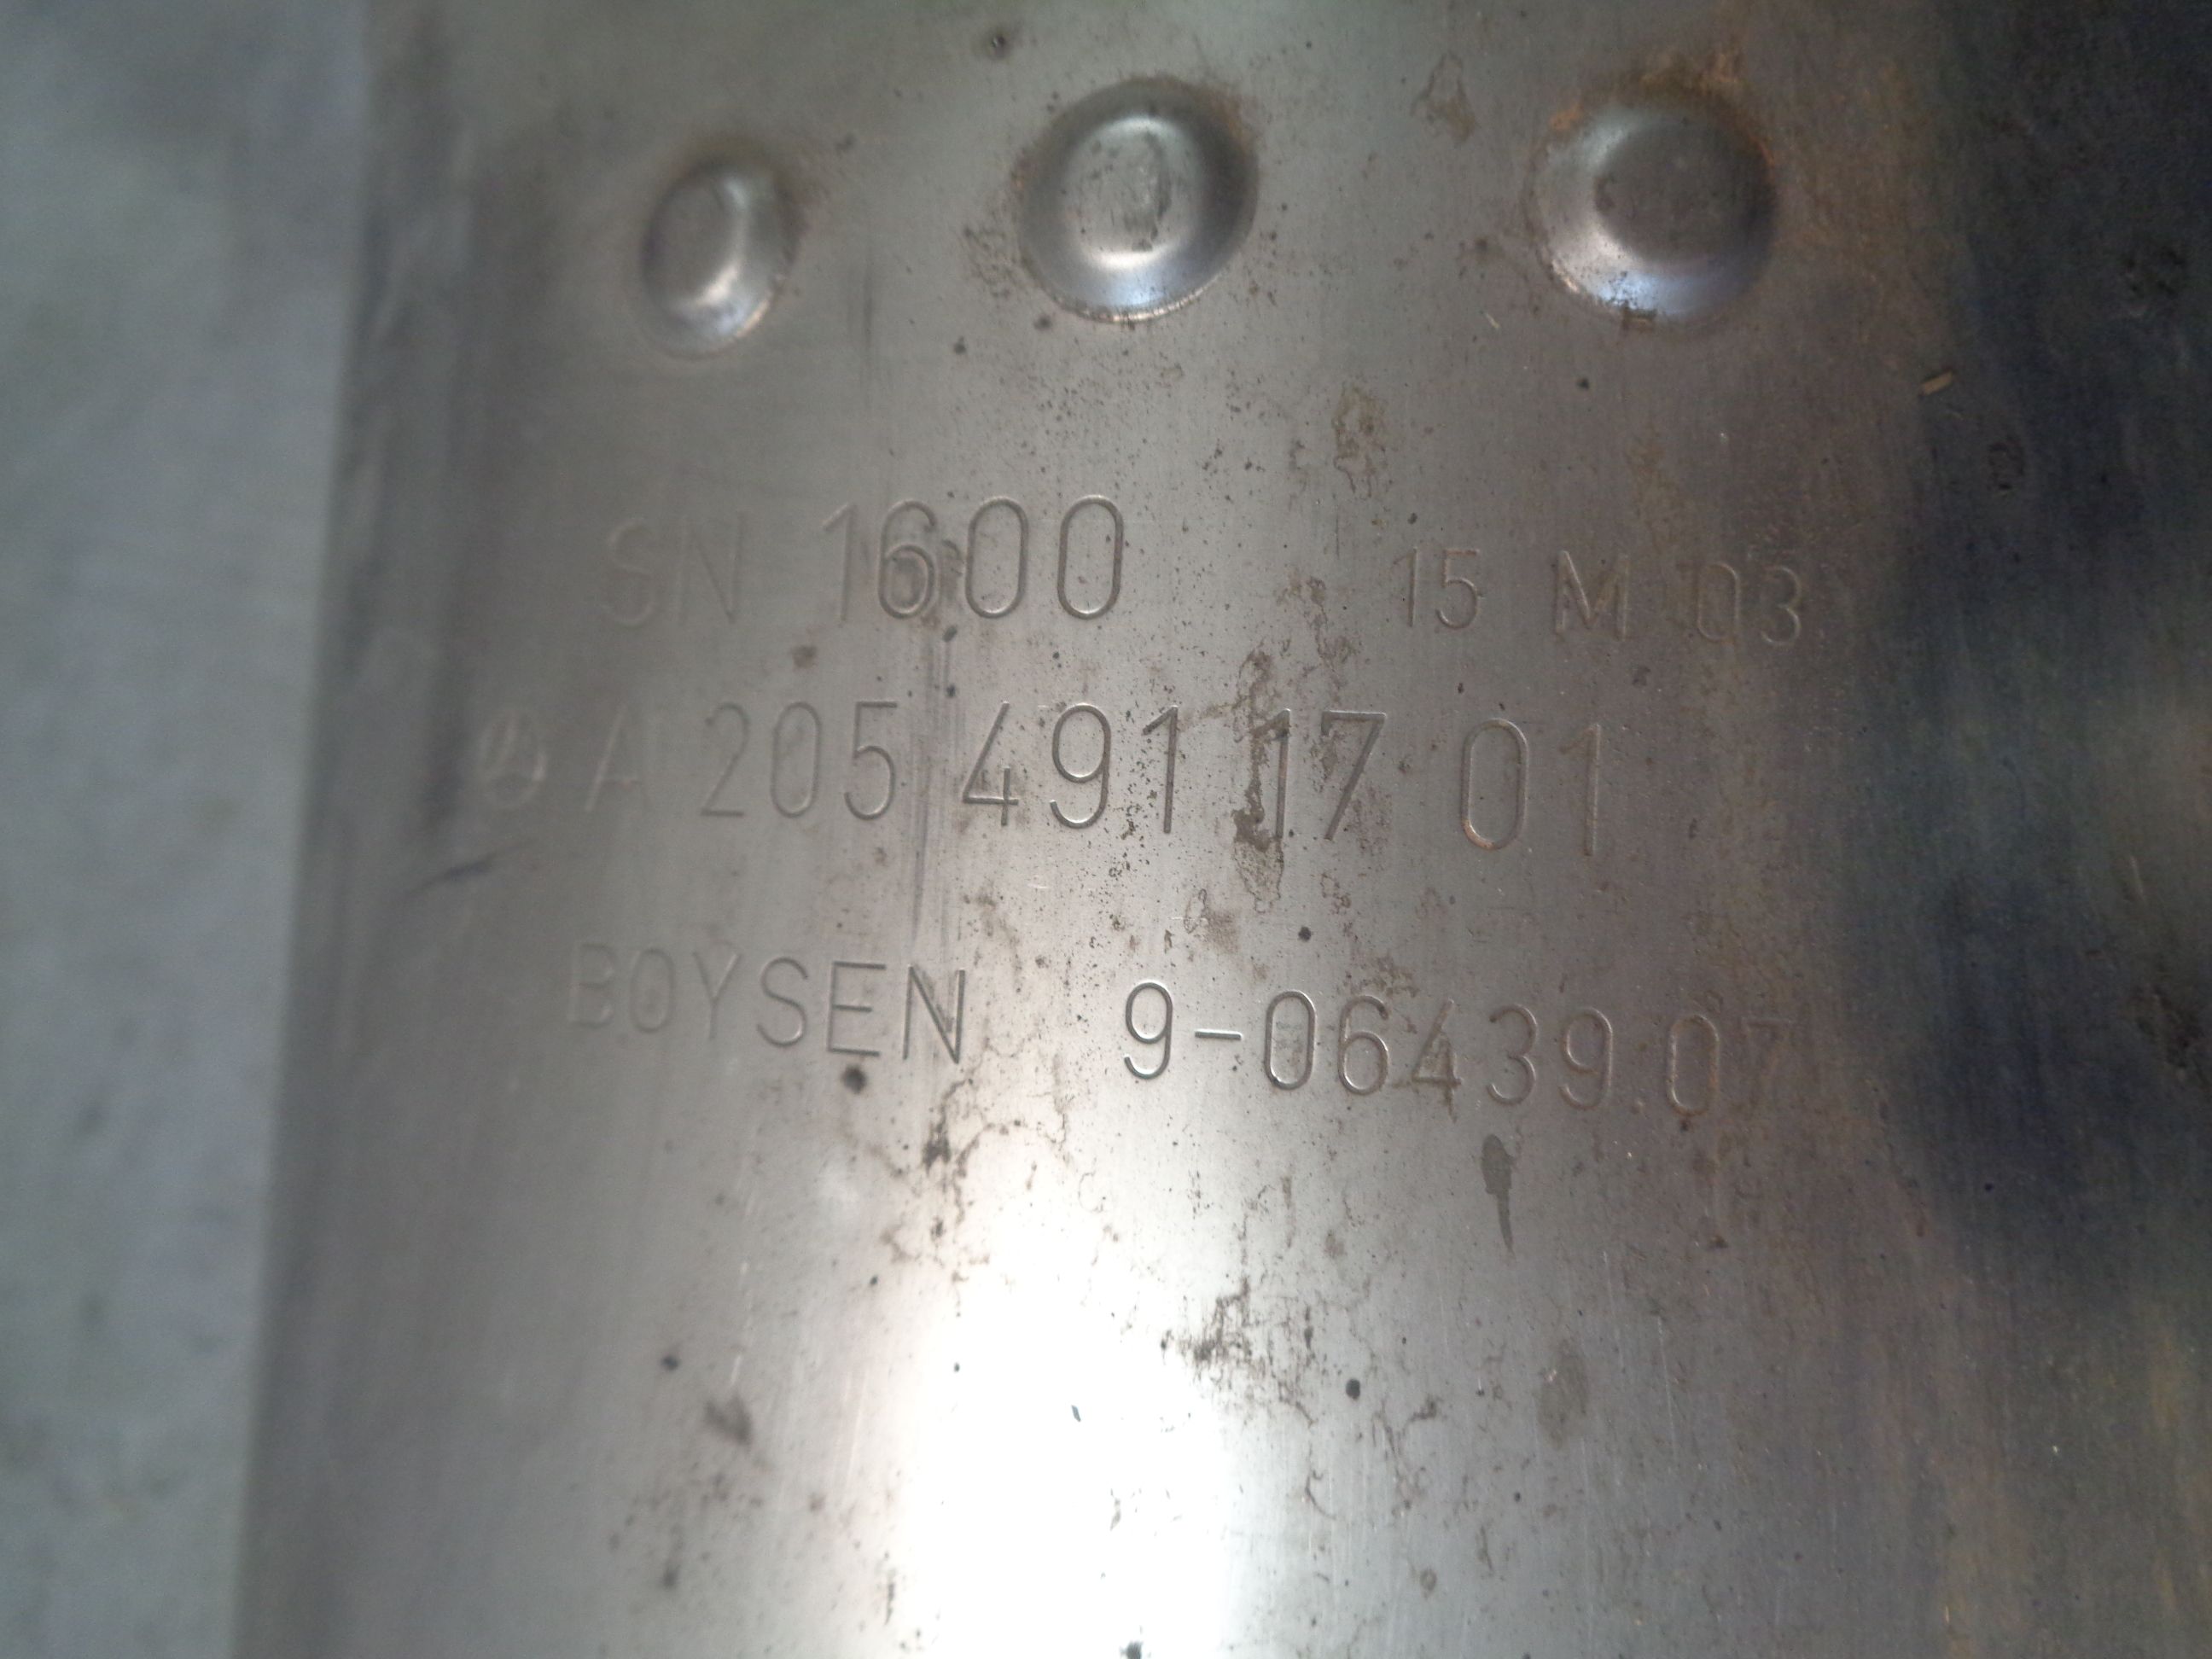 SN 1600 15 M 03
A 205 491 17 01
BOYSEN 9-06439.07